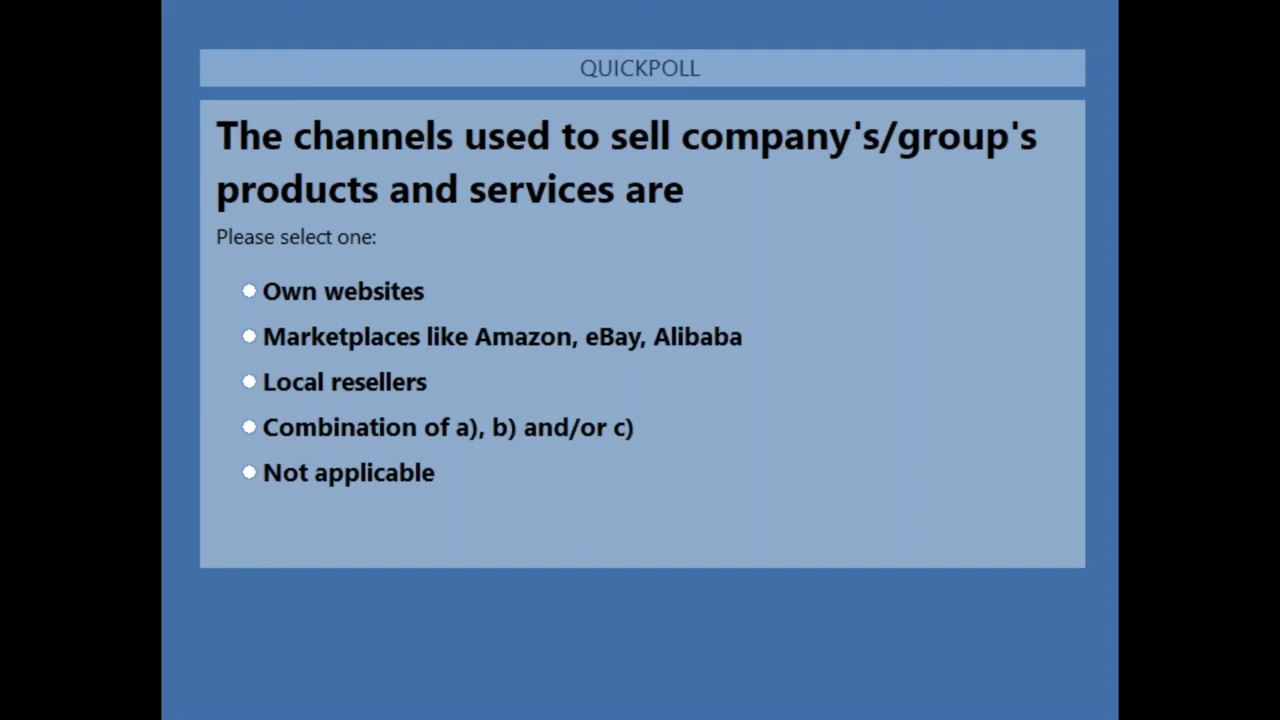 QUICKPOLL
The channels used to sell company's/group's
products and services are
Please select one:
Own websites
Marketplaces like Amazon, eBay, Alibaba
Local resellers
Combination of a), b) and/or c)
Not applicable